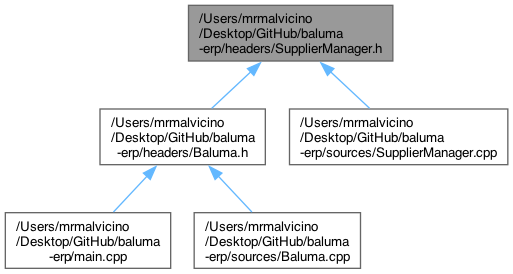 /Users/mrmalvicino
/Desktop/GitHub/baluma
-erp/headers/SupplierManager.h
/Users/mrmalvicino
/Desktop/GitHub/baluma
-erp/headers/Baluma.h
/Users/mrmalvicino
/Desktop/GitHub/baluma
-erp/sources/SupplierManager.cpp
/Users/mrmalvicino
/Desktop/GitHub/baluma
-erp/main.cpp
/Users/mrmalvicino
/Desktop/GitHub/baluma
-erp/sources/Baluma.cpp